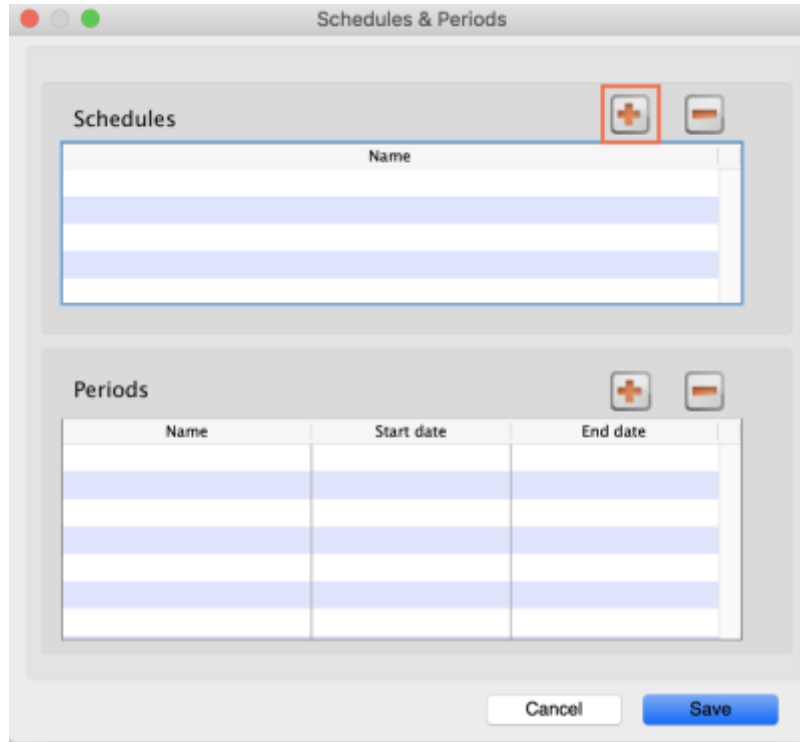 Schedules & Periods
Schedules
Name
Periods
Name Start date End date
Cancel Save